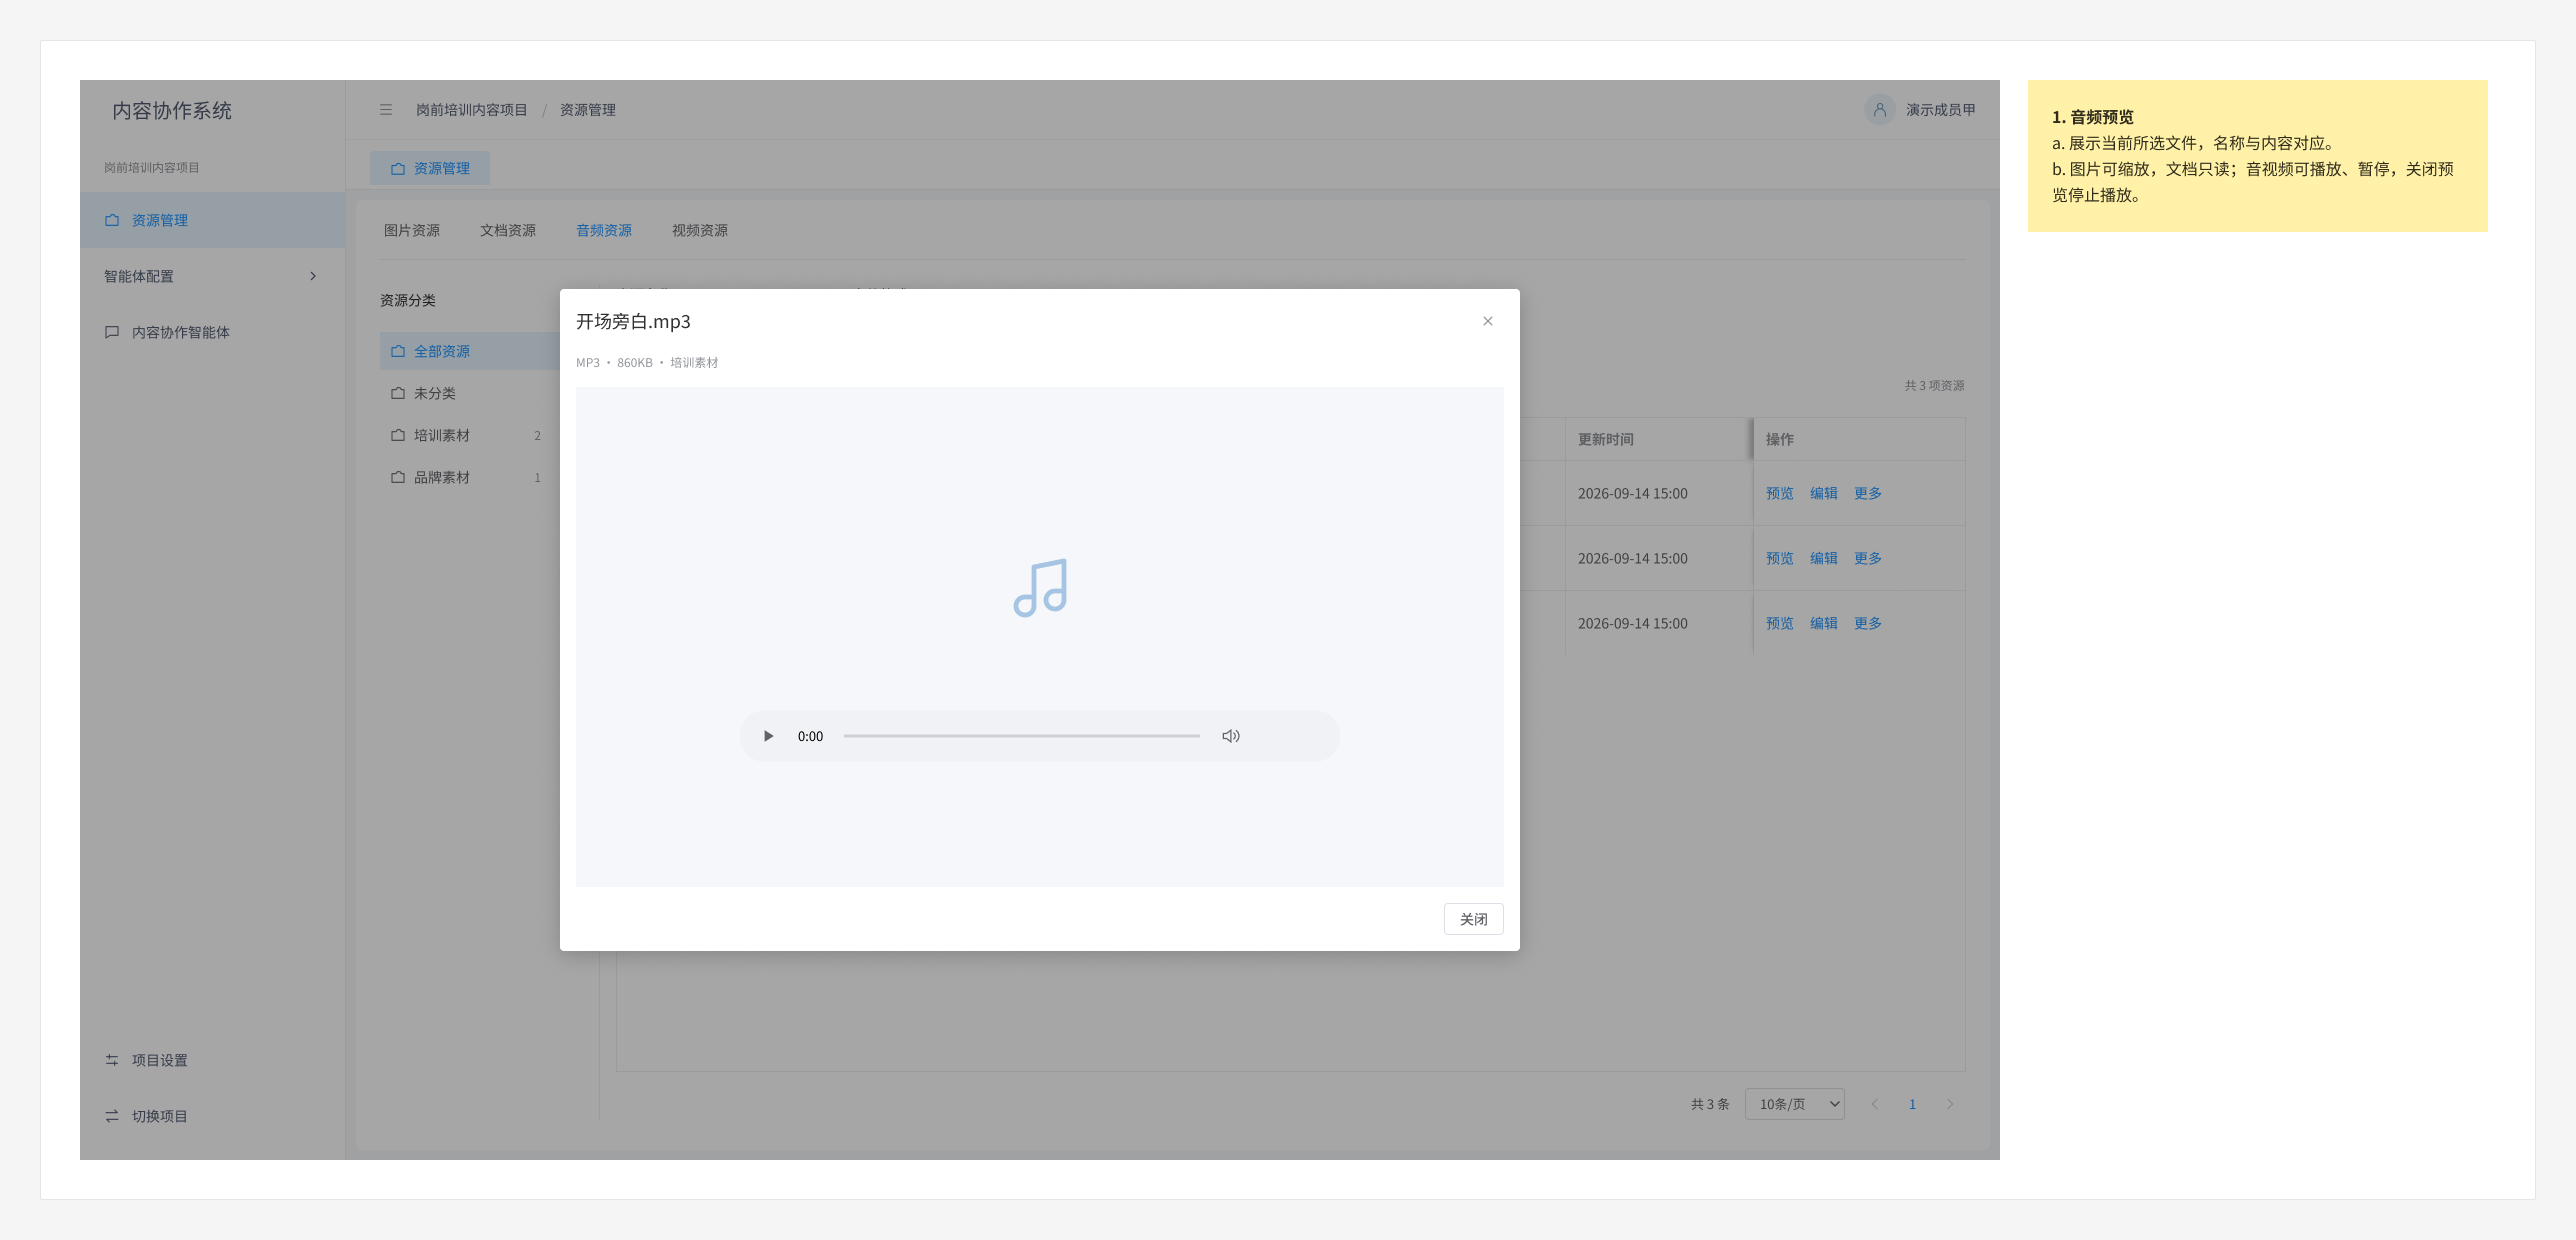 内容协作系统
岗前培训内容项目 / 资源管理
演示成员甲
岗前培训内容项目
资源管理
智能体配置
内容协作智能体
项目设置
切换项目
资源管理
图片资源 文档资源 音频资源 视频资源
资源分类
全部资源
未分类
培训素材 2
品牌素材 1
共 3 项资源
更新时间 操作
2026-09-14 15:00 预览 编辑 更多
2026-09-14 15:00 预览 编辑 更多
2026-09-14 15:00 预览 编辑 更多
共 3 条 10条/页 1
开场旁白.mp3
MP3 · 860KB · 培训素材
0:00
关闭
1. 音频预览
a. 展示当前所选文件，名称与内容对应。
b. 图片可缩放，文档只读；音视频可播放、暂停，关闭预
览停止播放。